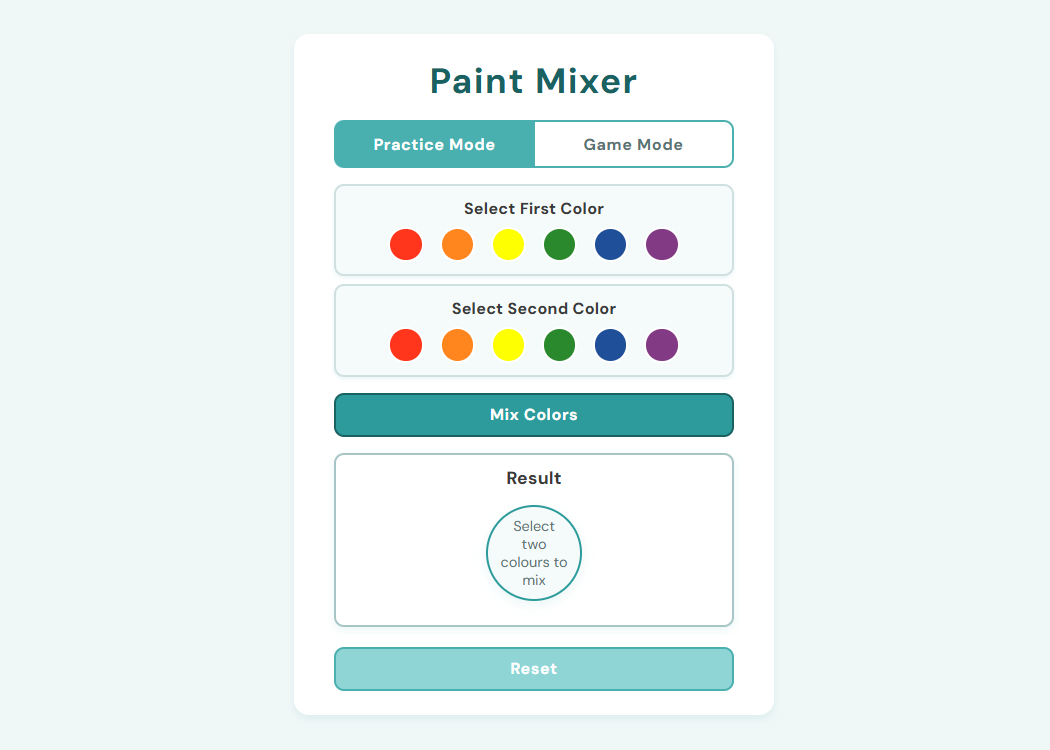 Paint Mixer
Practice Mode
Game Mode
Select First Color
Select Second Color
Mix Colors
Result
Select
two
colours to
mix
Reset